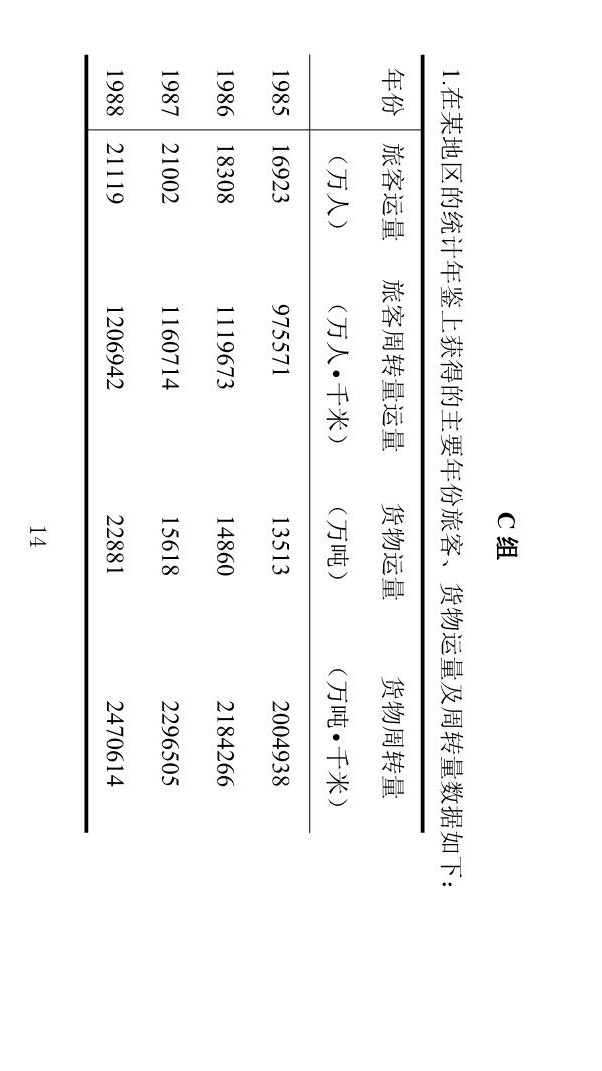 C组
1.在某地区的统计年鉴上获得的主要年份旅客、货物运量及周转量数据如下：
年份 旅客运量 旅客周转量运量 货物运量 货物周转量
（万人） （万人•千米） （万吨） （万吨•千米）
1985 16923 975571 13513 2004938
1986 18308 1119673 14860 2184266
1987 21002 1160714 15618 2296505
1988 21119 1206942 22881 2470614
14